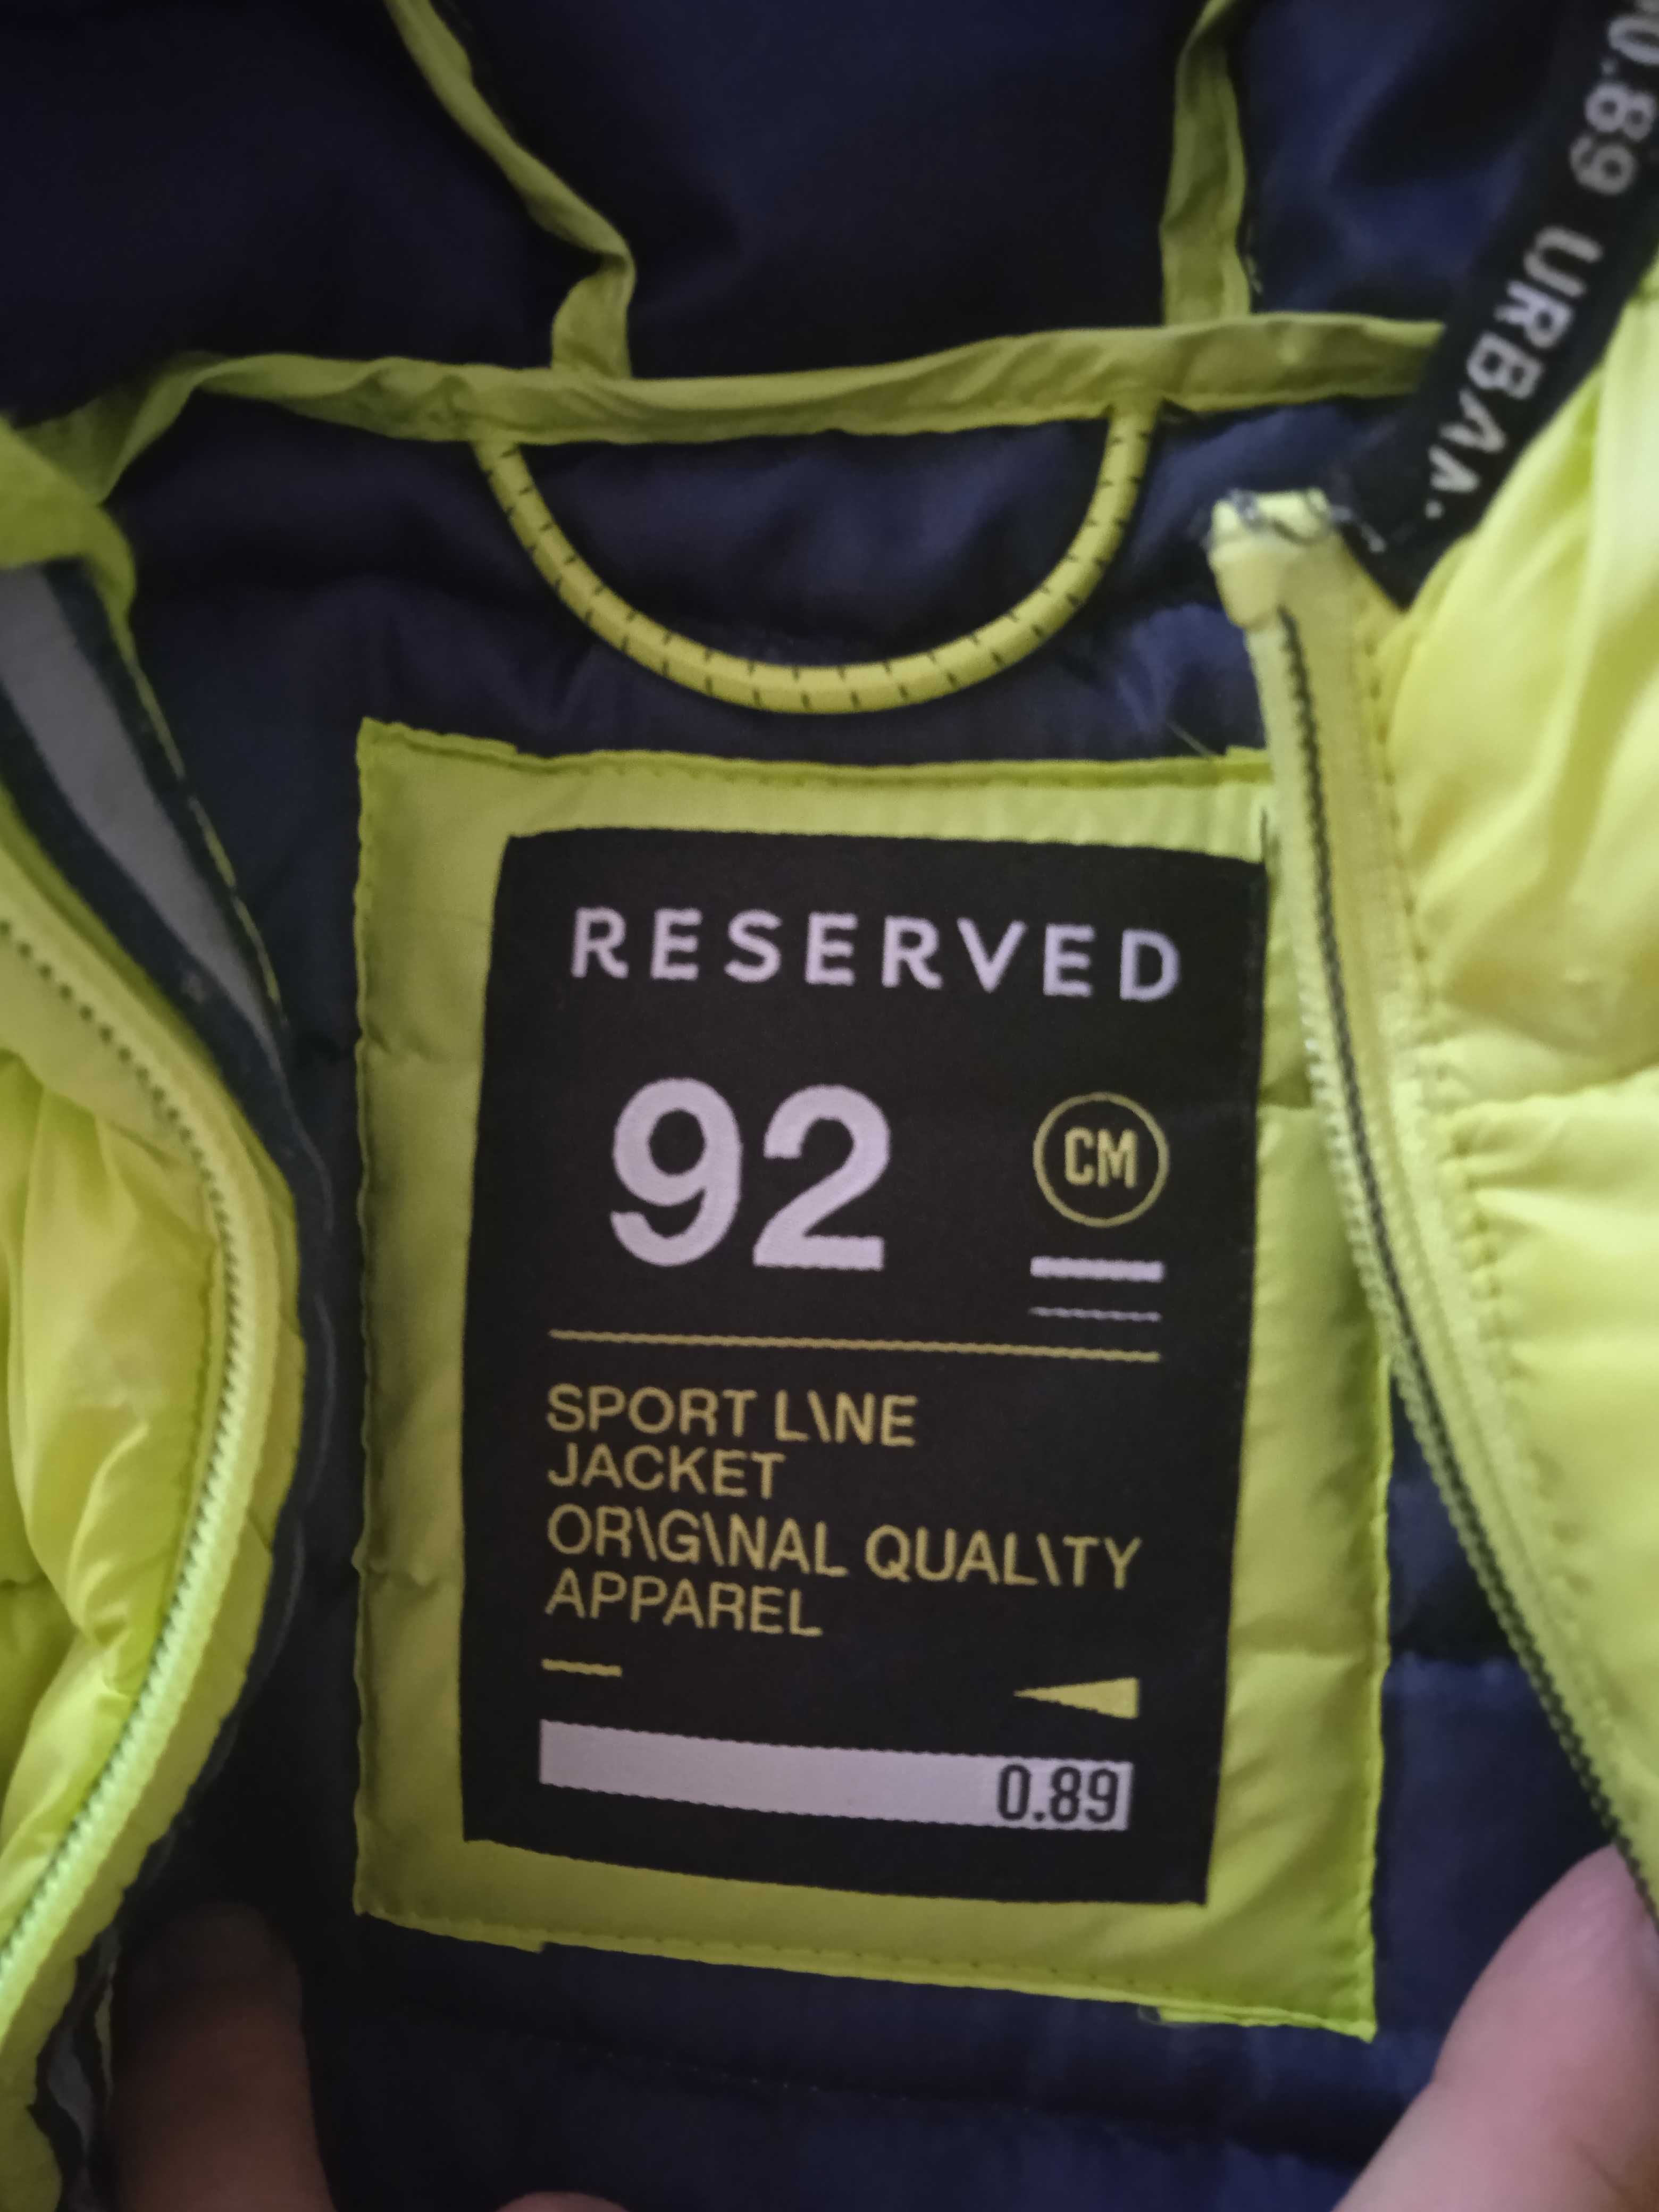 0.89 URBAN
RESERVED
92 CM
SPORT L\NE
JACKET
OR\G\NAL QUAL\TY
APPAREL
0.89